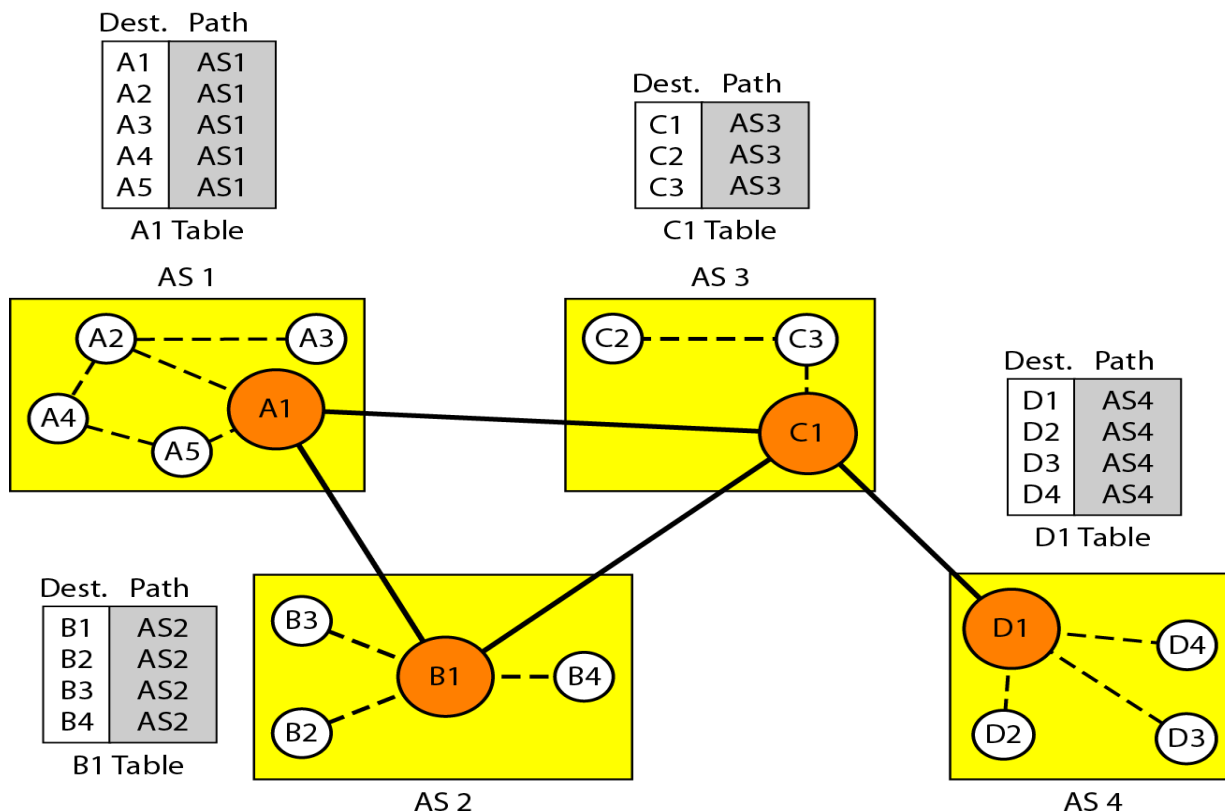 Dest. Path
A1 AS1
A2 AS1
A3 AS1
A4 AS1
A5 AS1
A1 Table
Dest. Path
C1 AS3
C2 AS3
C3 AS3
C1 Table
AS 1
A2
A3
A1
A4
A5
AS 3
C2
C3
C1
Dest. Path
D1 AS4
D2 AS4
D3 AS4
D4 AS4
D1 Table
Dest. Path
B1 AS2
B2 AS2
B3 AS2
B4 AS2
B1 Table
B3
B1
B4
B2
AS 2
D1
D4
D2
D3
AS 4